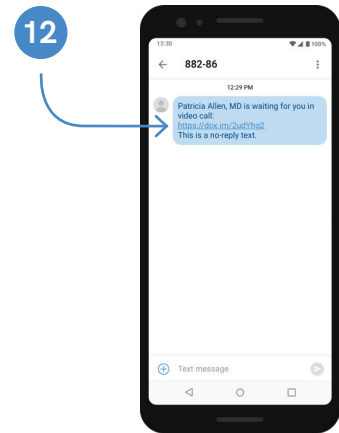 12
12:30
100%
882-86
12:29 PM
Patricia Allen, MD is waiting for you in
video call:
https://dox.im/2udYhg2
This is a no-reply text.
Text message